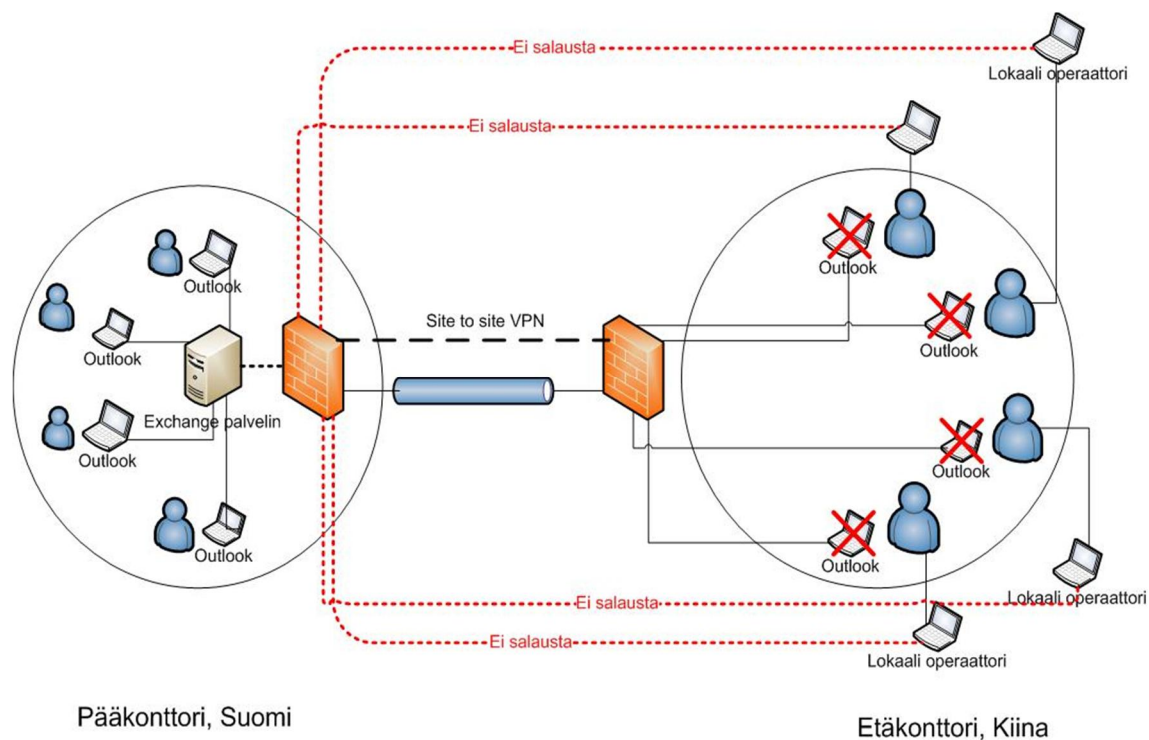 Ei salausta
Lokaali operaattori
Ei salausta
Outlook
Outlook
Site to site VPN
Outlook
Outlook
Exchange palvelin
Outlook
Outlook
Outlook
Outlook
Ei salausta
Lokaali operaattori
Ei salausta
Lokaali operaattori
Pääkonttori, Suomi
Etäkonttori, Kiina